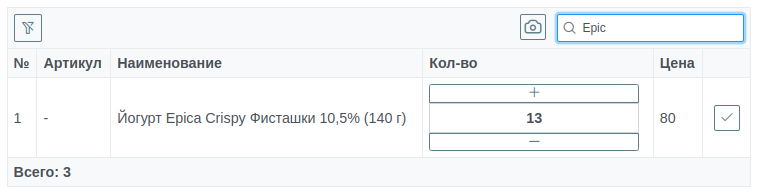 Epic
№ Артикул Наименование Кол-во Цена
1 - Йогурт Epica Crispy Фисташки 10,5% (140 г) 13 80
Всего: 3